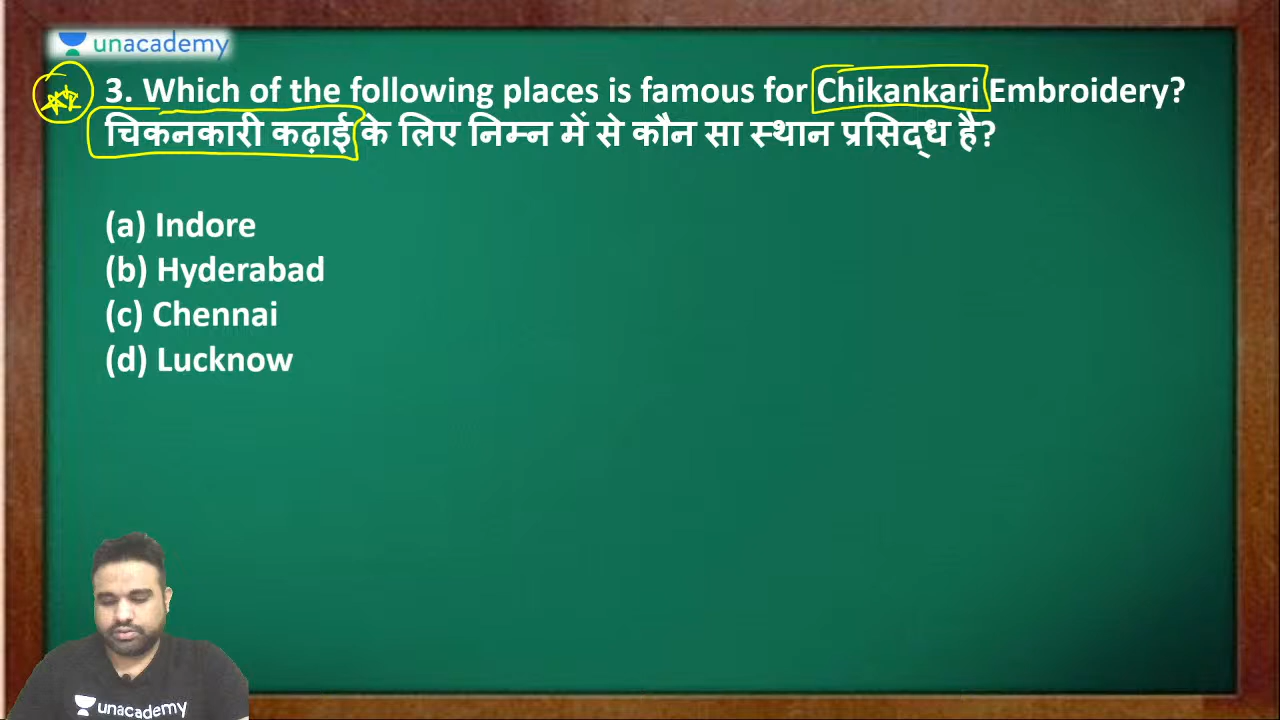 unacademy
3. Which of the following places is famous for Chikankari Embroidery?
चिकनकारी कढ़ाई के लिए निम्न में से कौन सा स्थान प्रसिद्ध है?
(a) Indore
(b) Hyderabad
(c) Chennai
(d) Lucknow
unacademy